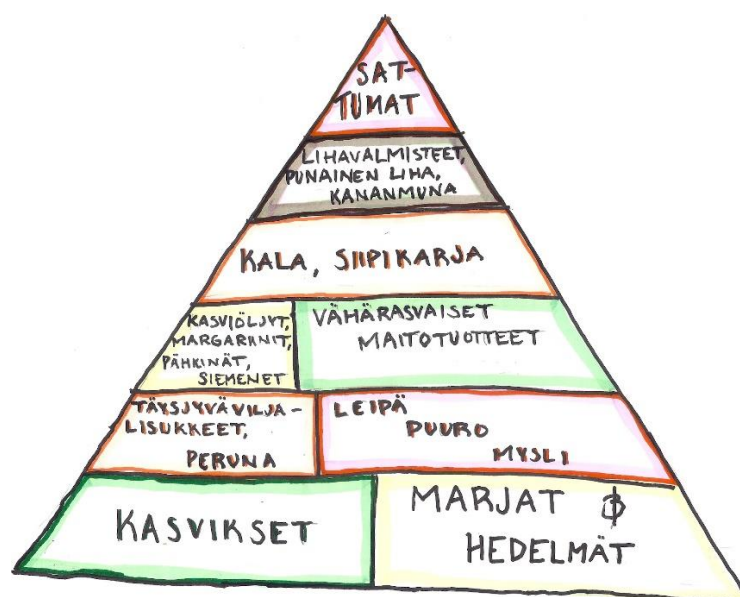 SAT-
TUMAT
LIHAVALMISTEET,
PUNAINEN LIHA,
KANANMUNA
KALA, SIIPIKARJA
KASVIÖLJYT,
MARGARIINIT,
PÄHKINÄT,
SIEMENET
VÄHÄRASVAISET
MAITOTUOTTEET
TÄYSJYVÄVILJA-
LISUKKEET,
PERUNA
LEIPÄ
PUURO
MYSLI
KASVIKSET
MARJAT &
HEDELMÄT